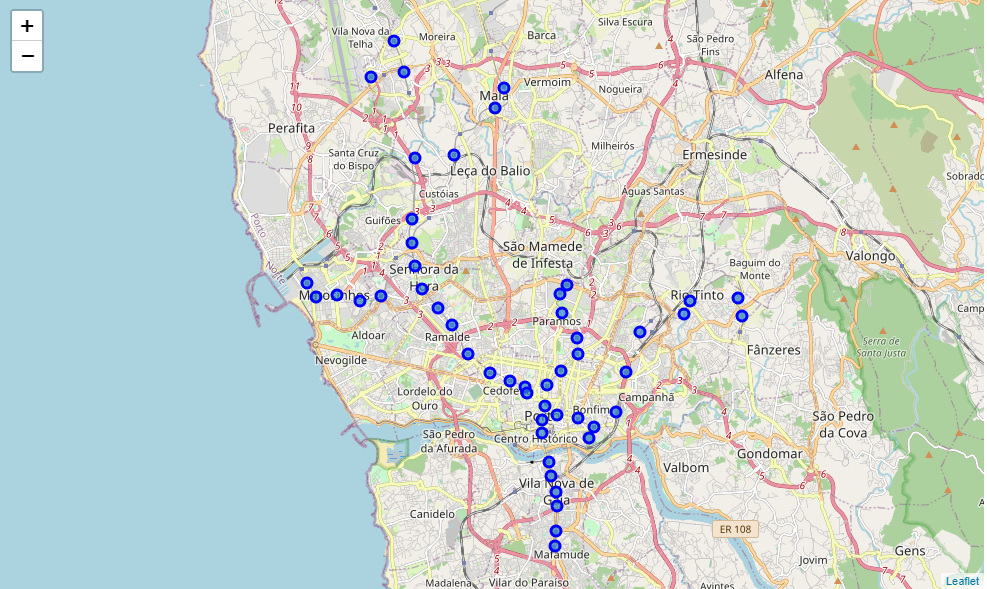 +
−
Silva Escura
Vila Nova da
Telha
Moreira
Barca
São Pedro
Fins
Alfena
Vermoim
Nogueira
Maia
Perafita
Milheirós
Ermesinde
Santa Cruz
do Bispo
Leça do Balio
Sobrado
Custóias
Águas Santas
Guifões
São Mamede
de Infesta
Valongo
Porto
Norte
Senhora da
Hora
Baguim do
Monte
Rio Tinto
Paranhos
Aldoar
Ramalde
Nevogilde
Fânzeres
Serra de
Santa Justa
Lordelo do
Ouro
Campanhã
Bonfim
São Pedro
da Cova
São Pedro
da Afurada
Centro Histórico
Gondomar
Valbom
Vila Nova de
Gaia
Canidelo
ER 108
Mafamude
Gens
Jovim
Madalena
Vilar do Paraíso
Avintes
Leaflet